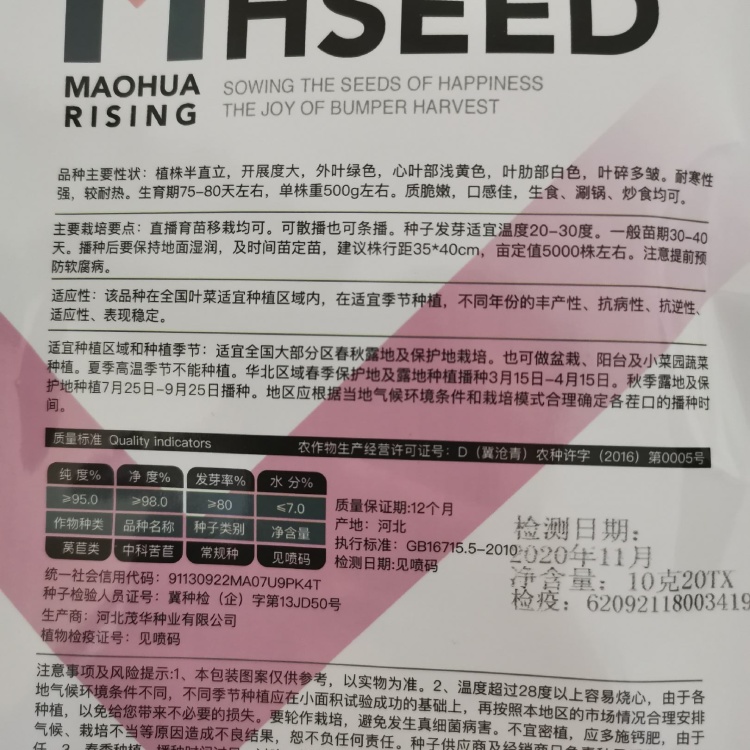 MHSEED
MAOHUA
RISING
SOWING THE SEEDS OF HAPPINESS
THE JOY OF BUMPER HARVEST
品种主要性状：植株半直立，开展度大，外叶绿色，心叶部浅黄色，叶肋部白色，叶碎多皱。耐寒性
强，较耐热。生育期75-80天左右，单株重500g左右。质脆嫩，口感佳，生食、涮锅、炒食均可。
主要栽培要点：直播育苗移栽均可。可散播也可条播。种子发芽适宜温度20-30度。一般苗期30-40
天。播种后要保持地面湿润，及时间苗定苗，建议株行距35*40cm，亩定值5000株左右。注意提前预
防软腐病。
适应性：该品种在全国叶菜适宜种植区域内，在适宜季节种植，不同年份的丰产性、抗病性、抗逆性、
适应性、表现稳定。
适宜种植区域和种植季节：适宜全国大部分区春秋露地及保护地栽培。也可做盆栽、阳台及小菜园蔬菜
种植。夏季高温季节不能种植。华北区域春季保护地及露地种植播种3月15日-4月15日。秋季露地及保
护地种植7月25日-9月25日播种。地区应根据当地气候环境条件和栽培模式合理确定各茬口的播种时
间。
质量标准 Quality indicators 农作物生产经营许可证号：D（冀沧青）农种许字（2016）第0005号
纯 度% 净 度% 发芽率% 水 分%
≥95.0 ≥98.0 ≥80 ≤7.0
作物种类 品种名称 种子类别 净含量
莴苣类 中科苦苣 常规种 见喷码
质量保证期:12个月
产地：河北
执行标准：GB16715.5-2010
检测日期:见喷码
检测日期:
2020年11月
净含量：10克20TX
检疫：62092118003419
统一社会信用代码：91130922MA07U9PK4T
种子检验人员证号：冀种检（企）字第13JD50号
生产商：河北茂华种业有限公司
植物检疫证号：见喷码
注意事项及风险提示:1、本包装图案仅供参考，以实物为准。2、温度超过28度以上容易烧心，由于各
地气候环境条件不同，不同季节种植应在小面积试验成功的基础上，再按照本地区的市场情况合理安排
种植，以免给您带来不必要的损失。要轮作栽培，避免发生真细菌病害。不宜密植，应多施钙肥，由于
气候、栽培不当等原因造成不良结果，恕不负任何责任。种子供应商及经销商只负